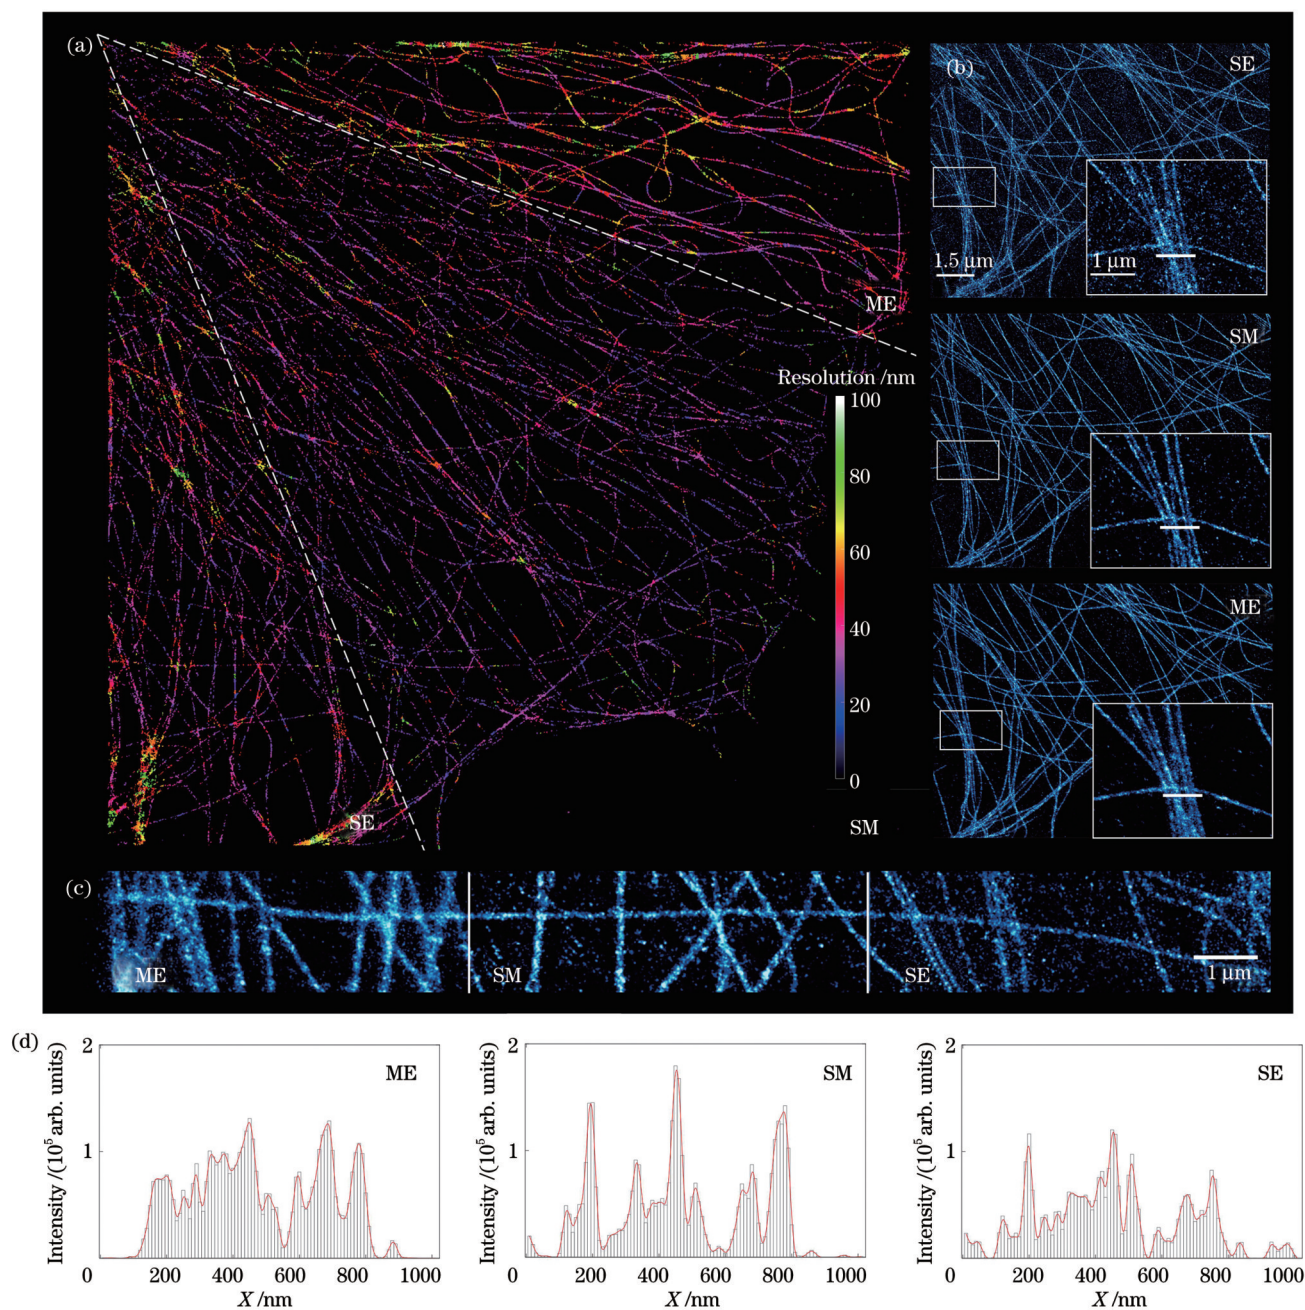 (a)
ME
Resolution /nm
100
80
60
40
20
0
SE
SM
(b)
SE
1.5 μm
1 μm
SM
ME
(c)
ME
SM
SE
1 μm
(d)
Intensity /(10⁵ arb. units)
2
1
ME
0 200 400 600 800 1000
X /nm
Intensity /(10⁵ arb. units)
2
1
SM
0 200 400 600 800 1000
X /nm
Intensity /(10⁵ arb. units)
2
1
SE
0 200 400 600 800 1000
X /nm